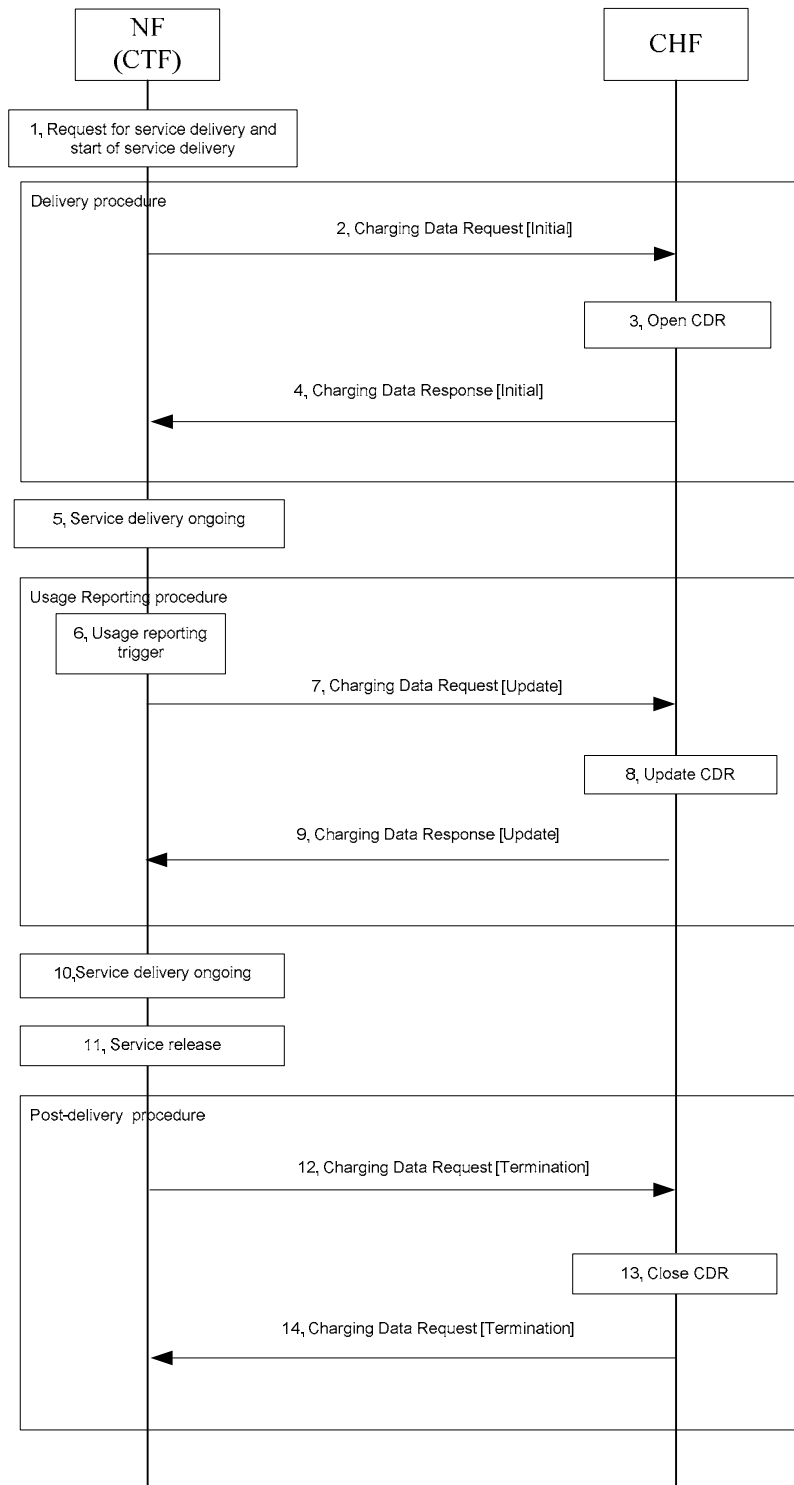 NF
(CTF)
CHF
1, Request for service delivery and
start of service delivery
Delivery procedure
2, Charging Data Request [Initial]
3, Open CDR
4, Charging Data Response [Initial]
5, Service delivery ongoing
Usage Reporting procedure
6, Usage reporting
trigger
7, Charging Data Request [Update]
8, Update CDR
9, Charging Data Response [Update]
10,Service delivery ongoing
11, Service release
Post-delivery procedure
12, Charging Data Request [Termination]
13, Close CDR
14, Charging Data Request [Termination]